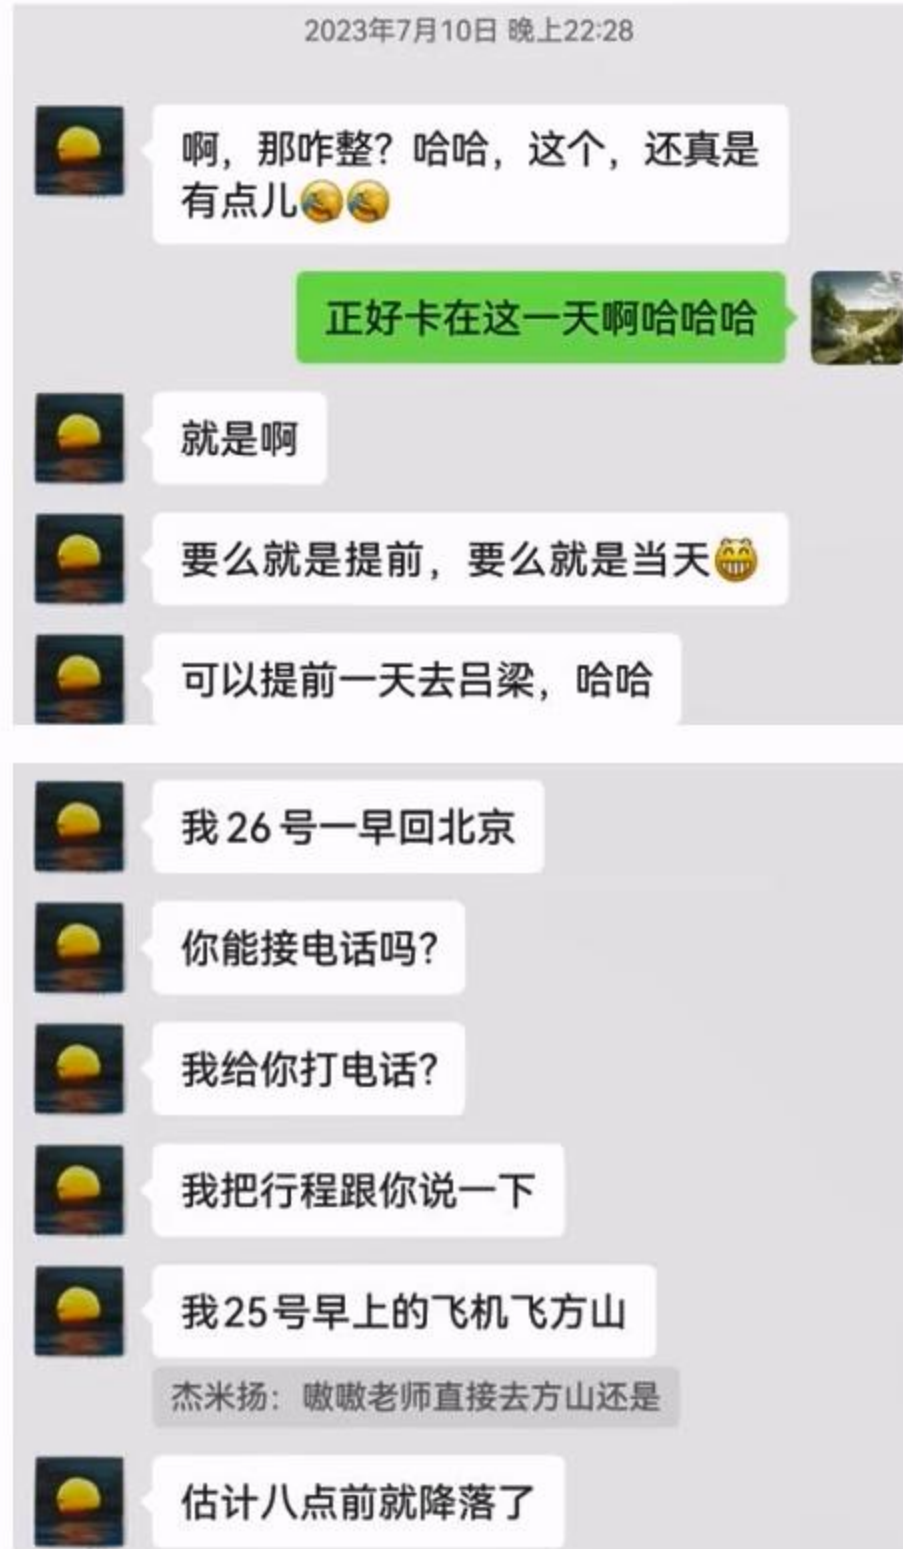 2023年7月10日 晚上22:28
啊，那咋整？哈哈，这个，还真是
有点儿🤣🤣
正好卡在这一天啊哈哈哈
就是啊
要么就是提前，要么就是当天😁
可以提前一天去吕梁，哈哈
我26号一早回北京
你能接电话吗？
我给你打电话？
我把行程跟你说一下
我25号早上的飞机飞方山
杰米扬：嗷嗷老师直接去方山还是
估计八点前就降落了